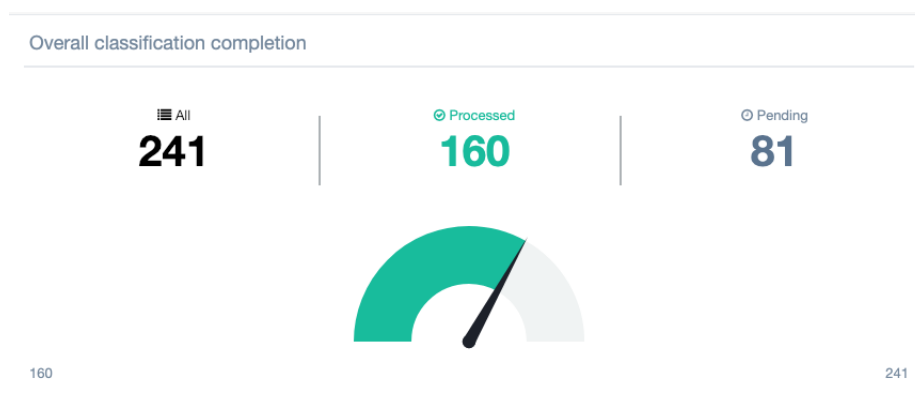 Overall classification completion
All
241
Processed
160
Pending
81
160
241